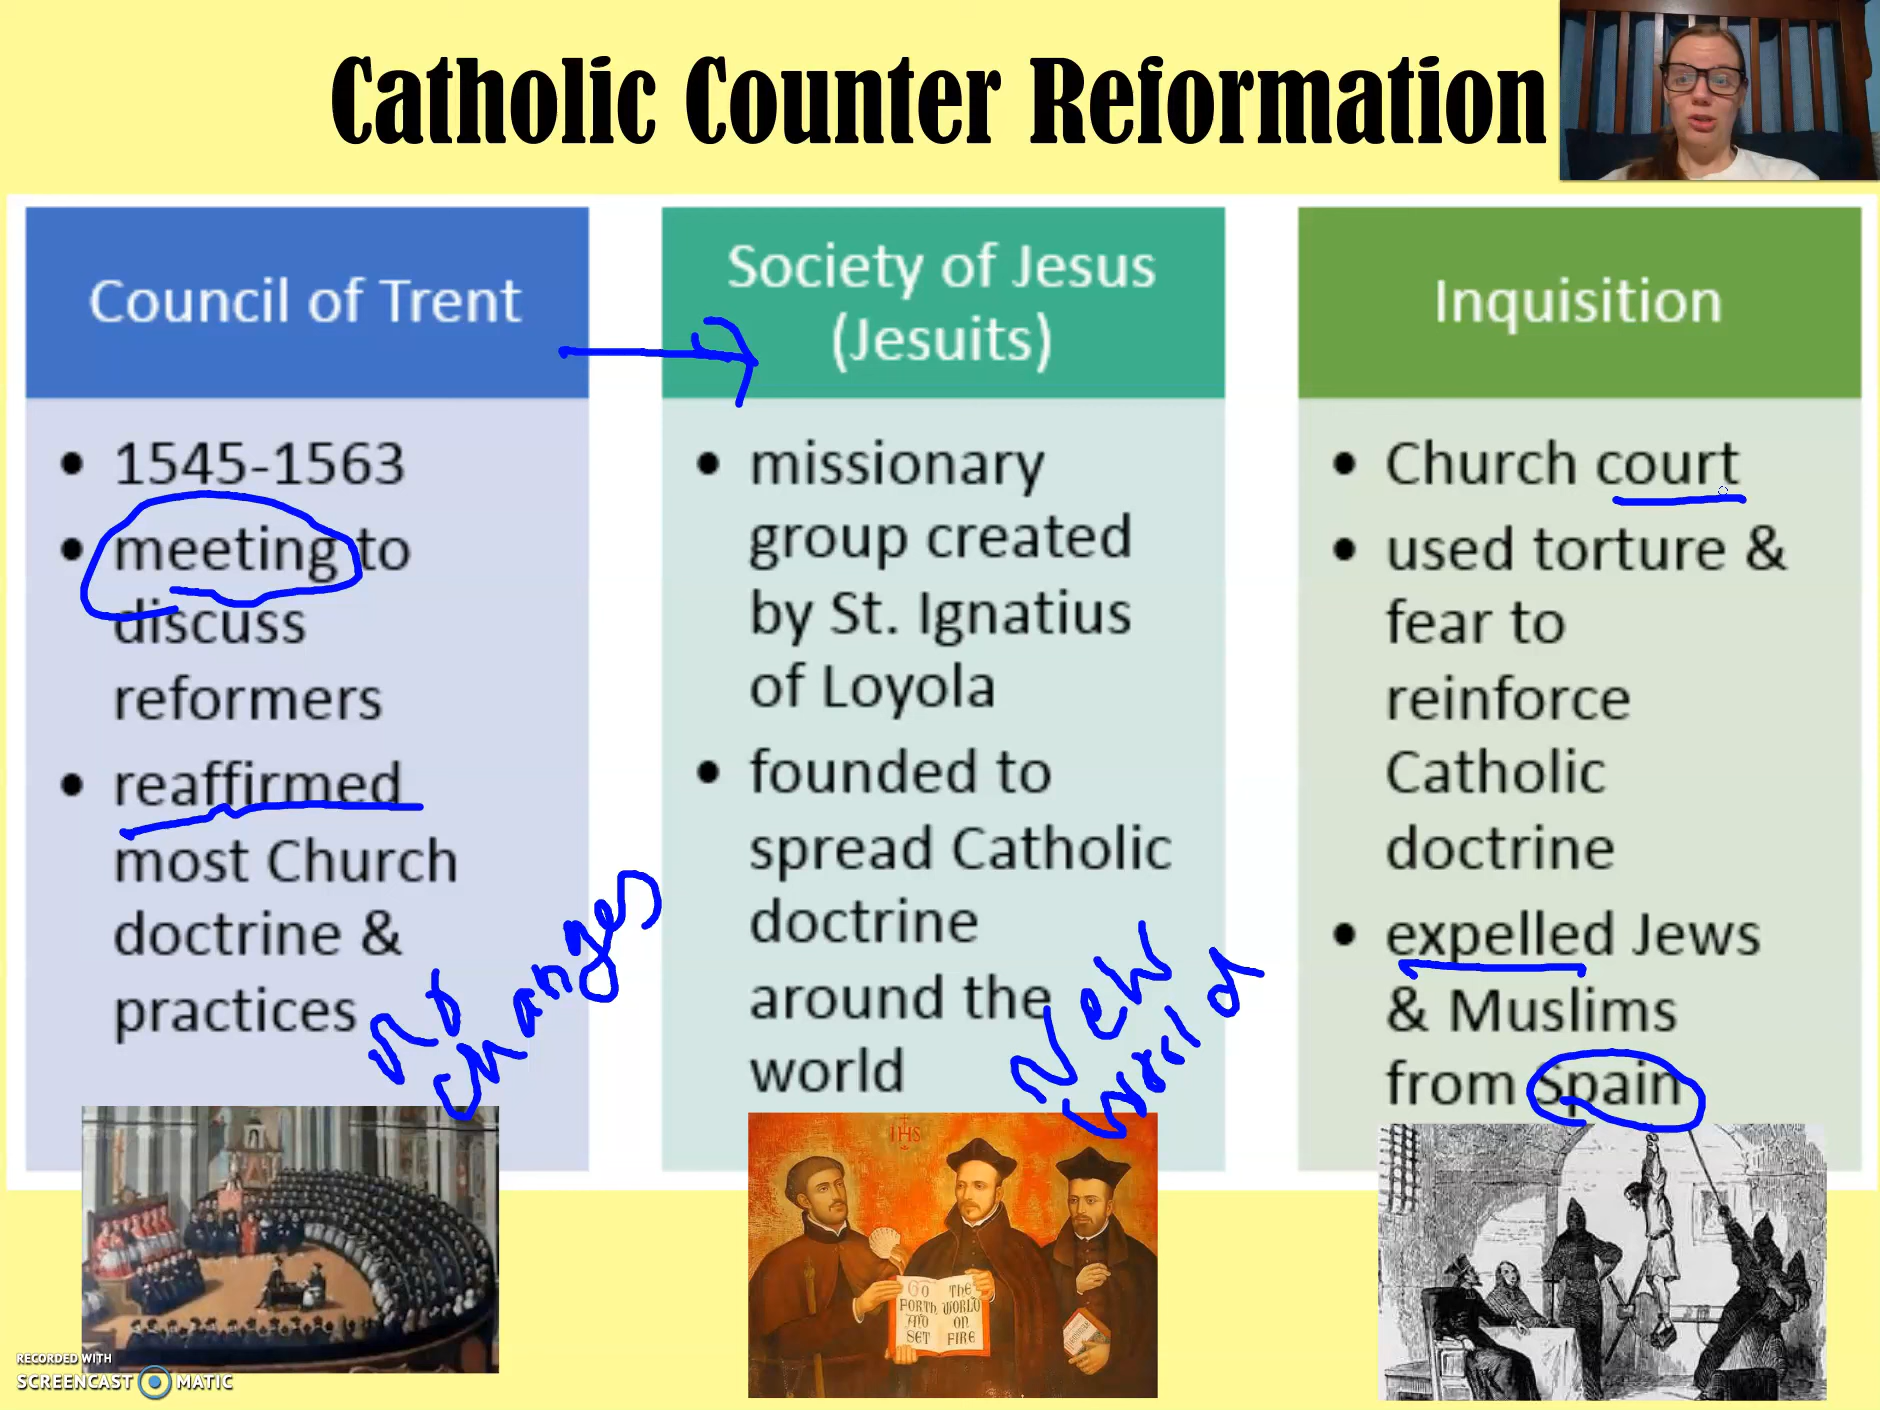 Catholic Counter Reformation
Council of Trent
• 1545-1563
• meeting to
discuss
reformers
• reaffirmed
most Church
doctrine &
practices
no
changes
Society of Jesus
(Jesuits)
• missionary
group created
by St. Ignatius
of Loyola
• founded to
spread Catholic
doctrine
around the
world
New
World
IHS
GO
FORTH
AND
SET
THE
WORLD
ON
FIRE
Inquisition
• Church court
• used torture &
fear to
reinforce
Catholic
doctrine
• expelled Jews
& Muslims
from Spain
RECORDED WITH
SCREENCAST MATIC